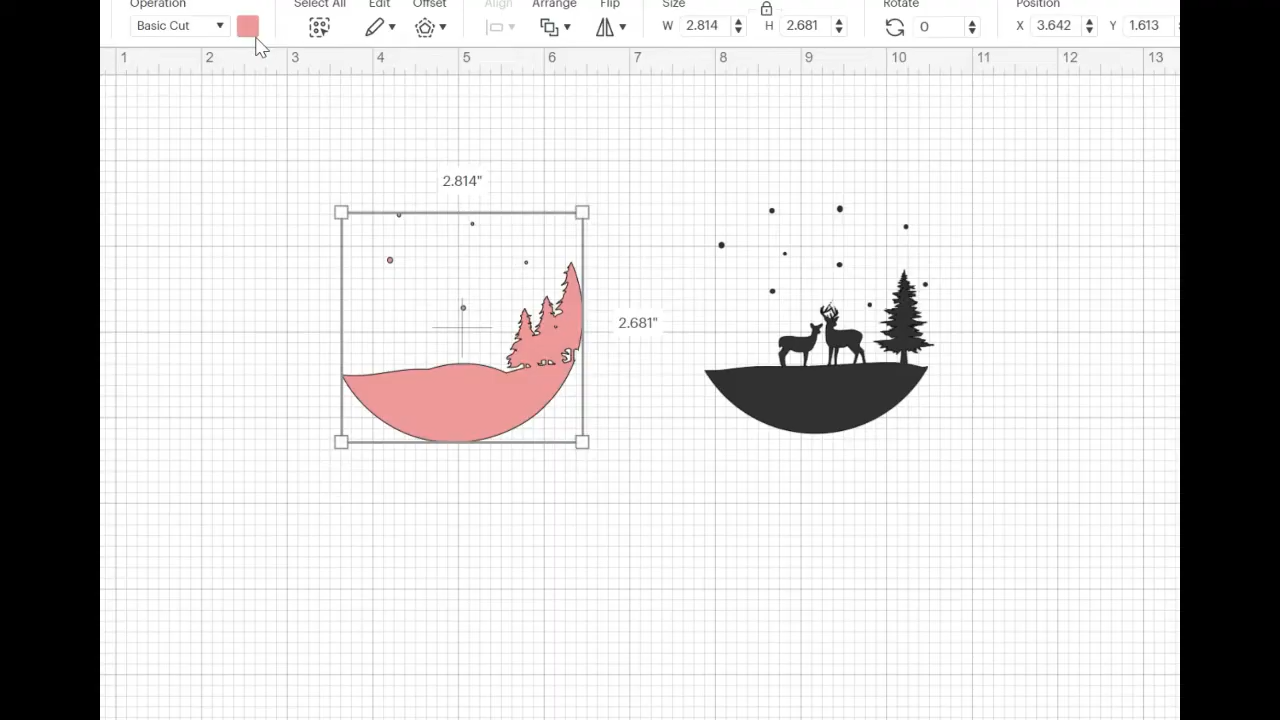 Operation Select All Edit Offset Align Arrange Flip Size Rotate Position
Basic Cut W 2.814 H 2.681 0 X 3.642 Y 1.613
1 2 3 4 5 6 7 8 9 10 11 12 13
2.814"
2.681"